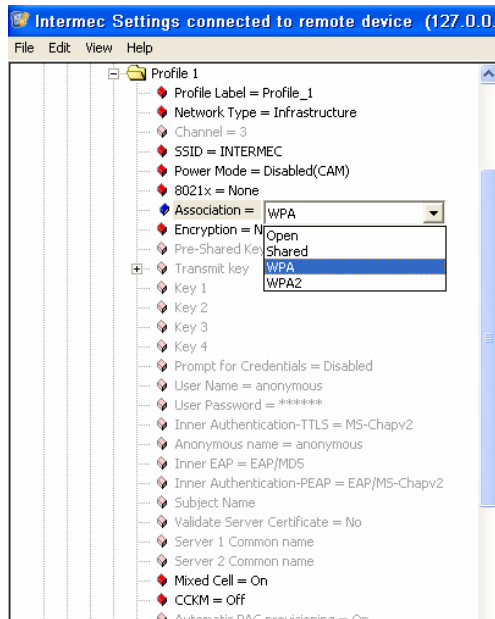 Intermec Settings connected to remote device (127.0.0.
File Edit View Help
Profile 1
Profile Label = Profile_1
Network Type = Infrastructure
Channel = 3
SSID = INTERMEC
Power Mode = Disabled(CAM)
8021x = None
Association = WPA
Encryption = N
Open
Pre-Shared Key
Shared
Transmit key
WPA
Key 1
WPA2
Key 2
Key 3
Key 4
Prompt for Credentials = Disabled
User Name = anonymous
User Password = ******
Inner Authentication-TTLS = MS-Chapv2
Anonymous name = anonymous
Inner EAP = EAP/MD5
Inner Authentication-PEAP = EAP/MS-Chapv2
Subject Name
Validate Server Certificate = No
Server 1 Common name
Server 2 Common name
Mixed Cell = On
CCKM = Off
Automatic PAC provisioning = On